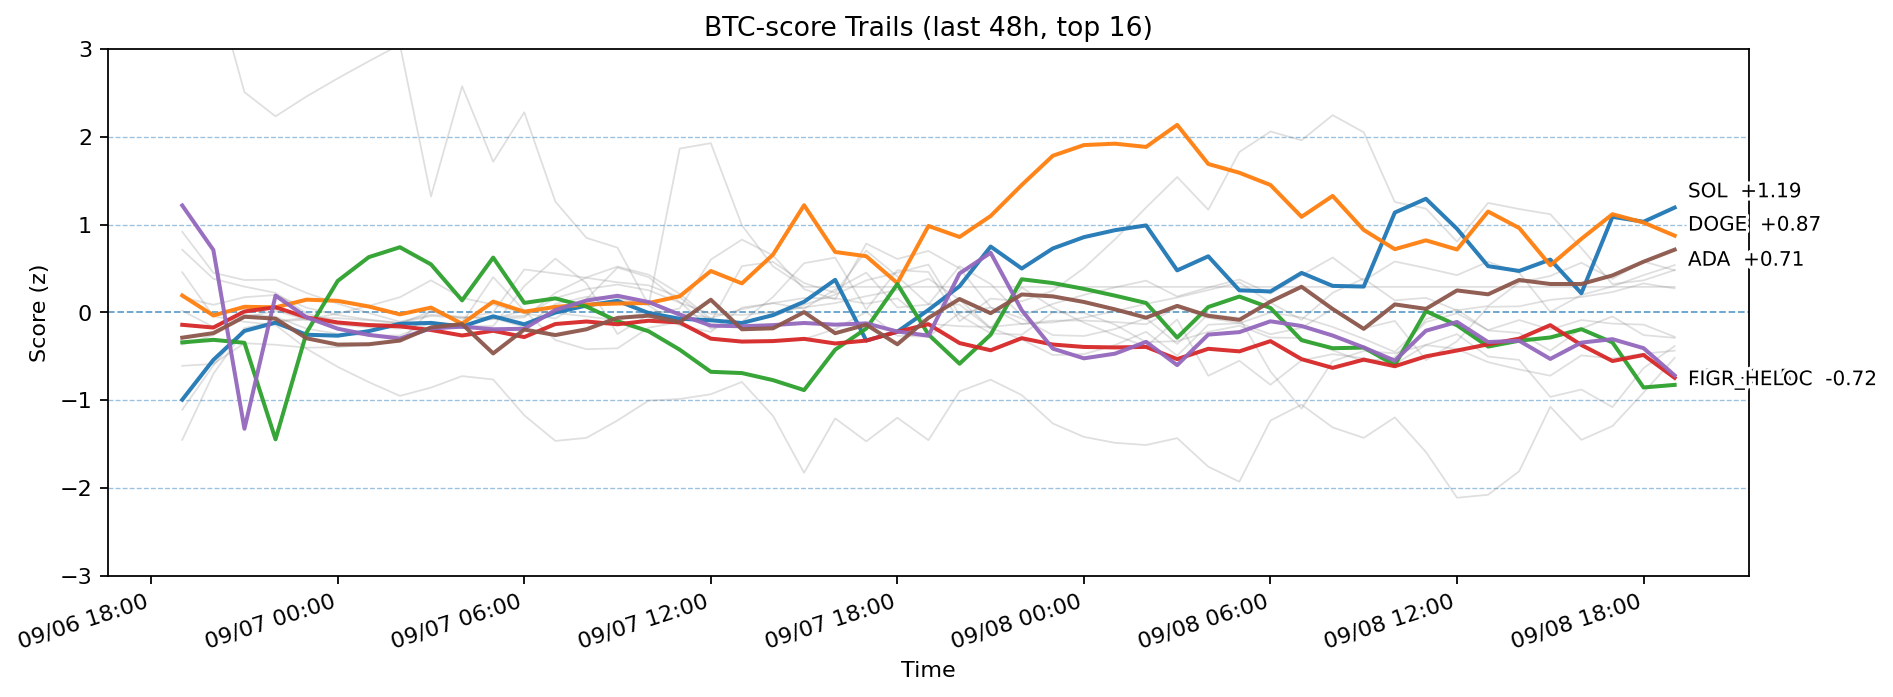 BTC-score Trails (last 48h, top 16)
Score (z)
3
2
1
0
−1
−2
−3
SOL +1.19
DOGE +0.87
ADA +0.71
FIGR_HELOC -0.72
09/06 18:00
09/07 00:00
09/07 06:00
09/07 12:00
09/07 18:00
09/08 00:00
09/08 06:00
09/08 12:00
09/08 18:00
Time